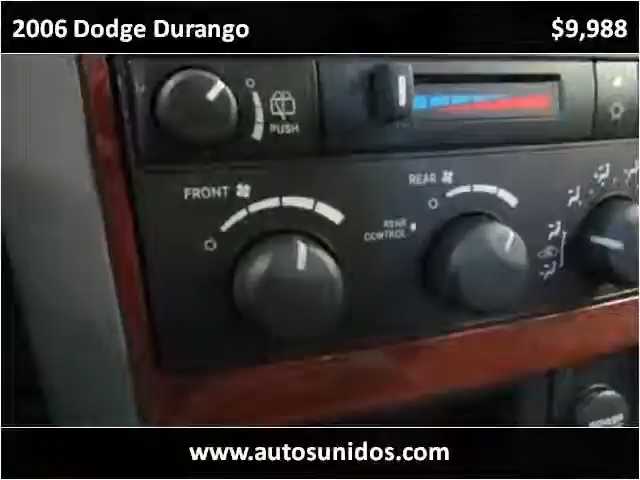 2006 Dodge Durango
$9,988
PUSH
FRONT
REAR
REAR
CONTROL
www.autosunidos.com